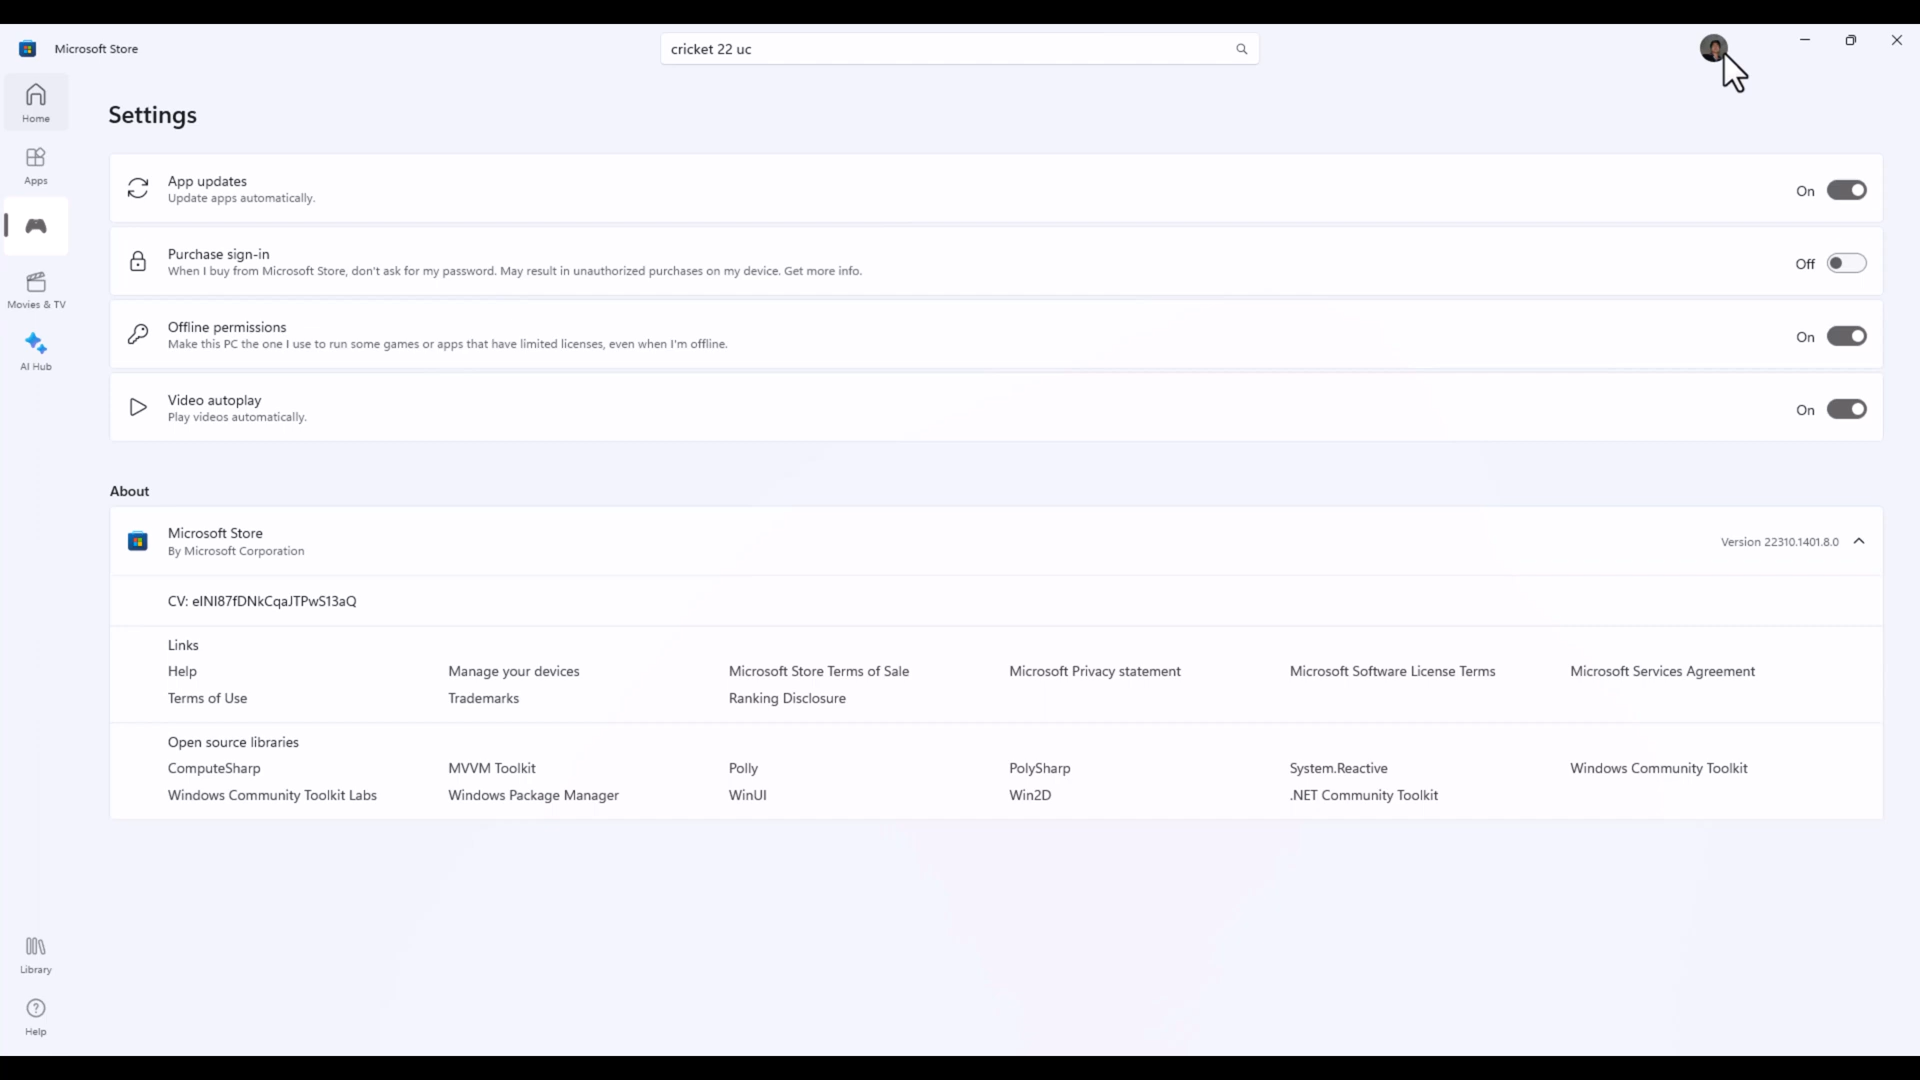 Microsoft Store
cricket 22 uc
Home
Apps
Movies & TV
AI Hub
Library
Help
Settings
App updates
Update apps automatically.
On
Purchase sign-in
When I buy from Microsoft Store, don't ask for my password. May result in unauthorized purchases on my device. Get more info.
Off
Offline permissions
Make this PC the one I use to run some games or apps that have limited licenses, even when I'm offline.
On
Video autoplay
Play videos automatically.
On
About
Microsoft Store
By Microsoft Corporation
Version 22310.1401.8.0
CV: eINI87fDNkCqaJTPwS13aQ
Links
Help Manage your devices Microsoft Store Terms of Sale Microsoft Privacy statement Microsoft Software License Terms Microsoft Services Agreement
Terms of Use Trademarks Ranking Disclosure
Open source libraries
ComputeSharp MVVM Toolkit Polly PolySharp System.Reactive Windows Community Toolkit
Windows Community Toolkit Labs Windows Package Manager WinUI Win2D .NET Community Toolkit